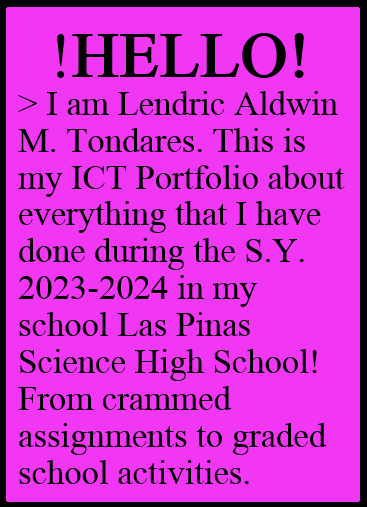 !HELLO!
> I am Lendric Aldwin
M. Tondares. This is
my ICT Portfolio about
everything that I have
done during the S.Y.
2023-2024 in my
school Las Pinas
Science High School!
From crammed
assignments to graded
school activities.